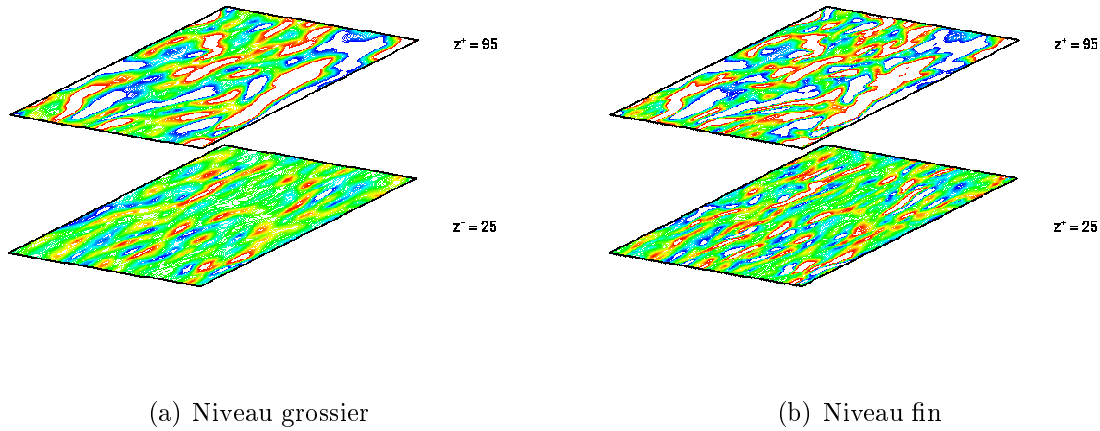 z⁺ = 95
z⁺ = 95
z⁻ = 25
z⁺ = 25
(a) Niveau grossier
(b) Niveau fin